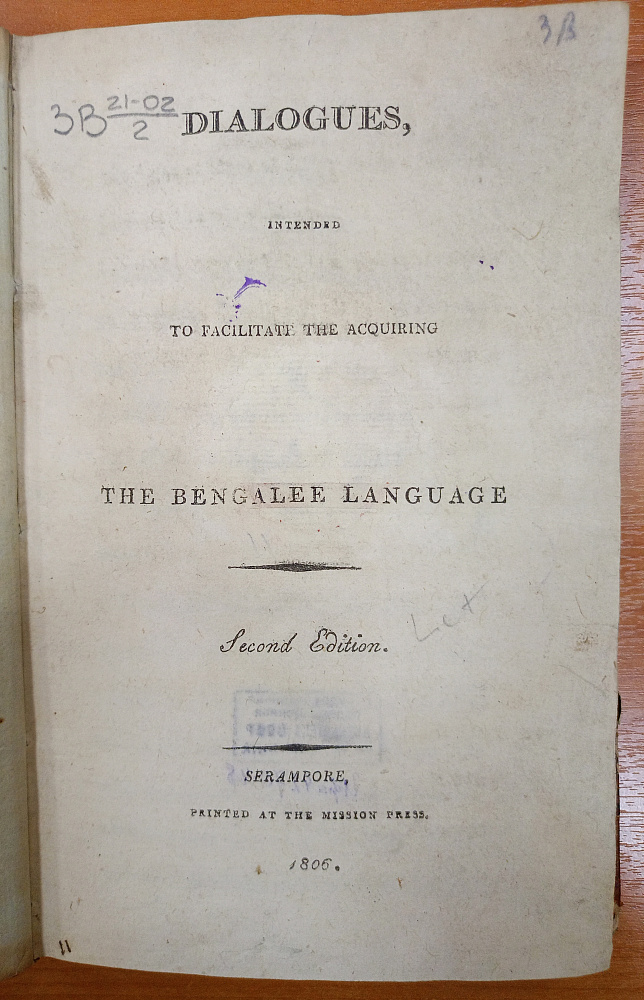 3B
3B 21-02/2
DIALOGUES,
INTENDED
TO FACILITATE THE ACQUIRING
THE BENGALEE LANGUAGE
Second Edition.
SERAMPORE,
PRINTED AT THE MISSION PRESS.
1806.
11